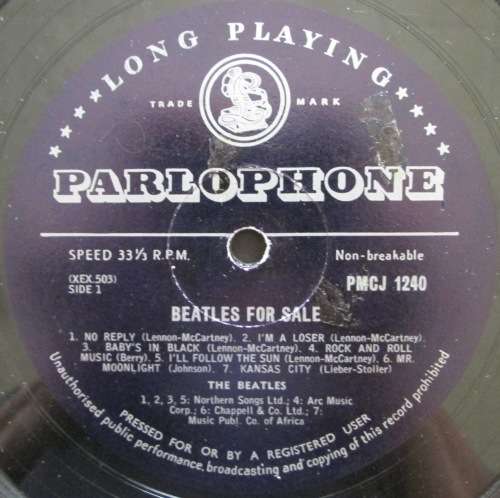 ★★★★★ LONG PLAYING ★★★★★
TRADE MARK
PARLOPHONE
SPEED 33⅓ R.P.M. Non-breakable
(XEX.503) PMCJ 1240
SIDE 1
BEATLES FOR SALE
1. NO REPLY (Lennon-McCartney). 2. I'M A LOSER (Lennon-McCartney).
3. BABY'S IN BLACK (Lennon-McCartney). 4. ROCK AND ROLL
MUSIC (Berry). 5. I'LL FOLLOW THE SUN (Lennon-McCartney). 6. MR.
MOONLIGHT (Johnson). 7. KANSAS CITY (Lieber-Stoller)
THE BEATLES
1, 2, 3, 5: Northern Songs Ltd.; 4: Arc Music
Corp.; 6: Chappell & Co. Ltd.; 7:
Music Publ. Co. of Africa
PRESSED FOR OR BY A REGISTERED USER
Unauthorised public performance, broadcasting and copying of this record prohibited